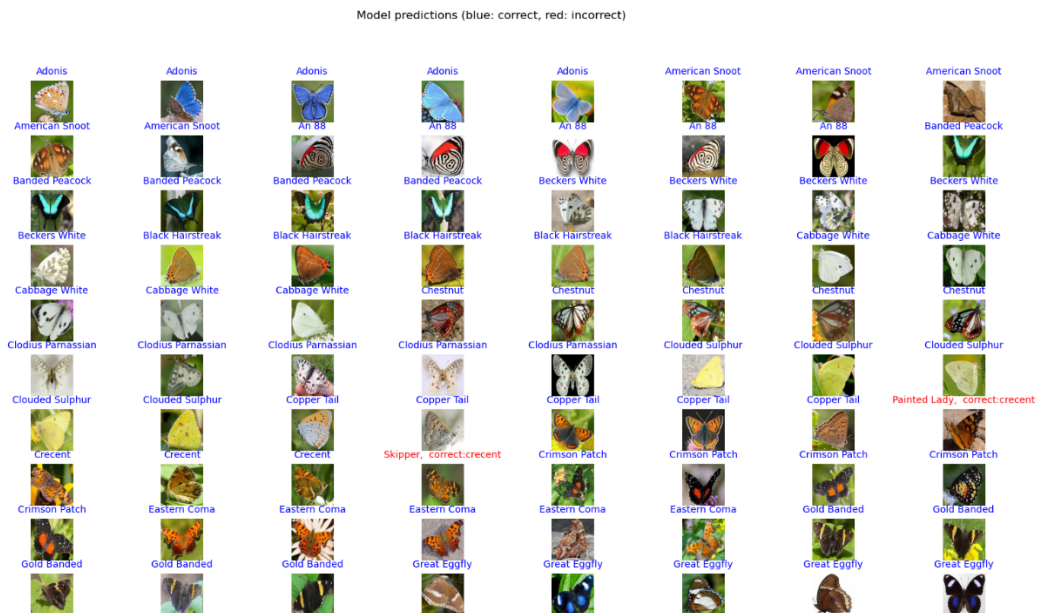 Model predictions (blue: correct, red: incorrect)
Adonis Adonis Adonis Adonis Adonis American Snoot American Snoot American Snoot
American Snoot American Snoot An 88 An 88 An 88 An 88 An 88 Banded Peacock
Banded Peacock Banded Peacock Banded Peacock Banded Peacock Beckers White Beckers White Beckers White Beckers White
Beckers White Black Hairstreak Black Hairstreak Black Hairstreak Black Hairstreak Black Hairstreak Cabbage White Cabbage White
Cabbage White Cabbage White Cabbage White Chestnut Chestnut Chestnut Chestnut Chestnut
Clodius Parnassian Clodius Parnassian Clodius Parnassian Clodius Parnassian Clodius Parnassian Clouded Sulphur Clouded Sulphur Clouded Sulphur
Clouded Sulphur Clouded Sulphur Copper Tail Copper Tail Copper Tail Copper Tail Copper Tail Painted Lady, correct:crecent
Crecent Crecent Crecent Skipper, correct:crecent Crimson Patch Crimson Patch Crimson Patch Crimson Patch
Crimson Patch Eastern Coma Eastern Coma Eastern Coma Eastern Coma Eastern Coma Gold Banded Gold Banded
Gold Banded Gold Banded Gold Banded Great Eggfly Great Eggfly Great Eggfly Great Eggfly Great Eggfly